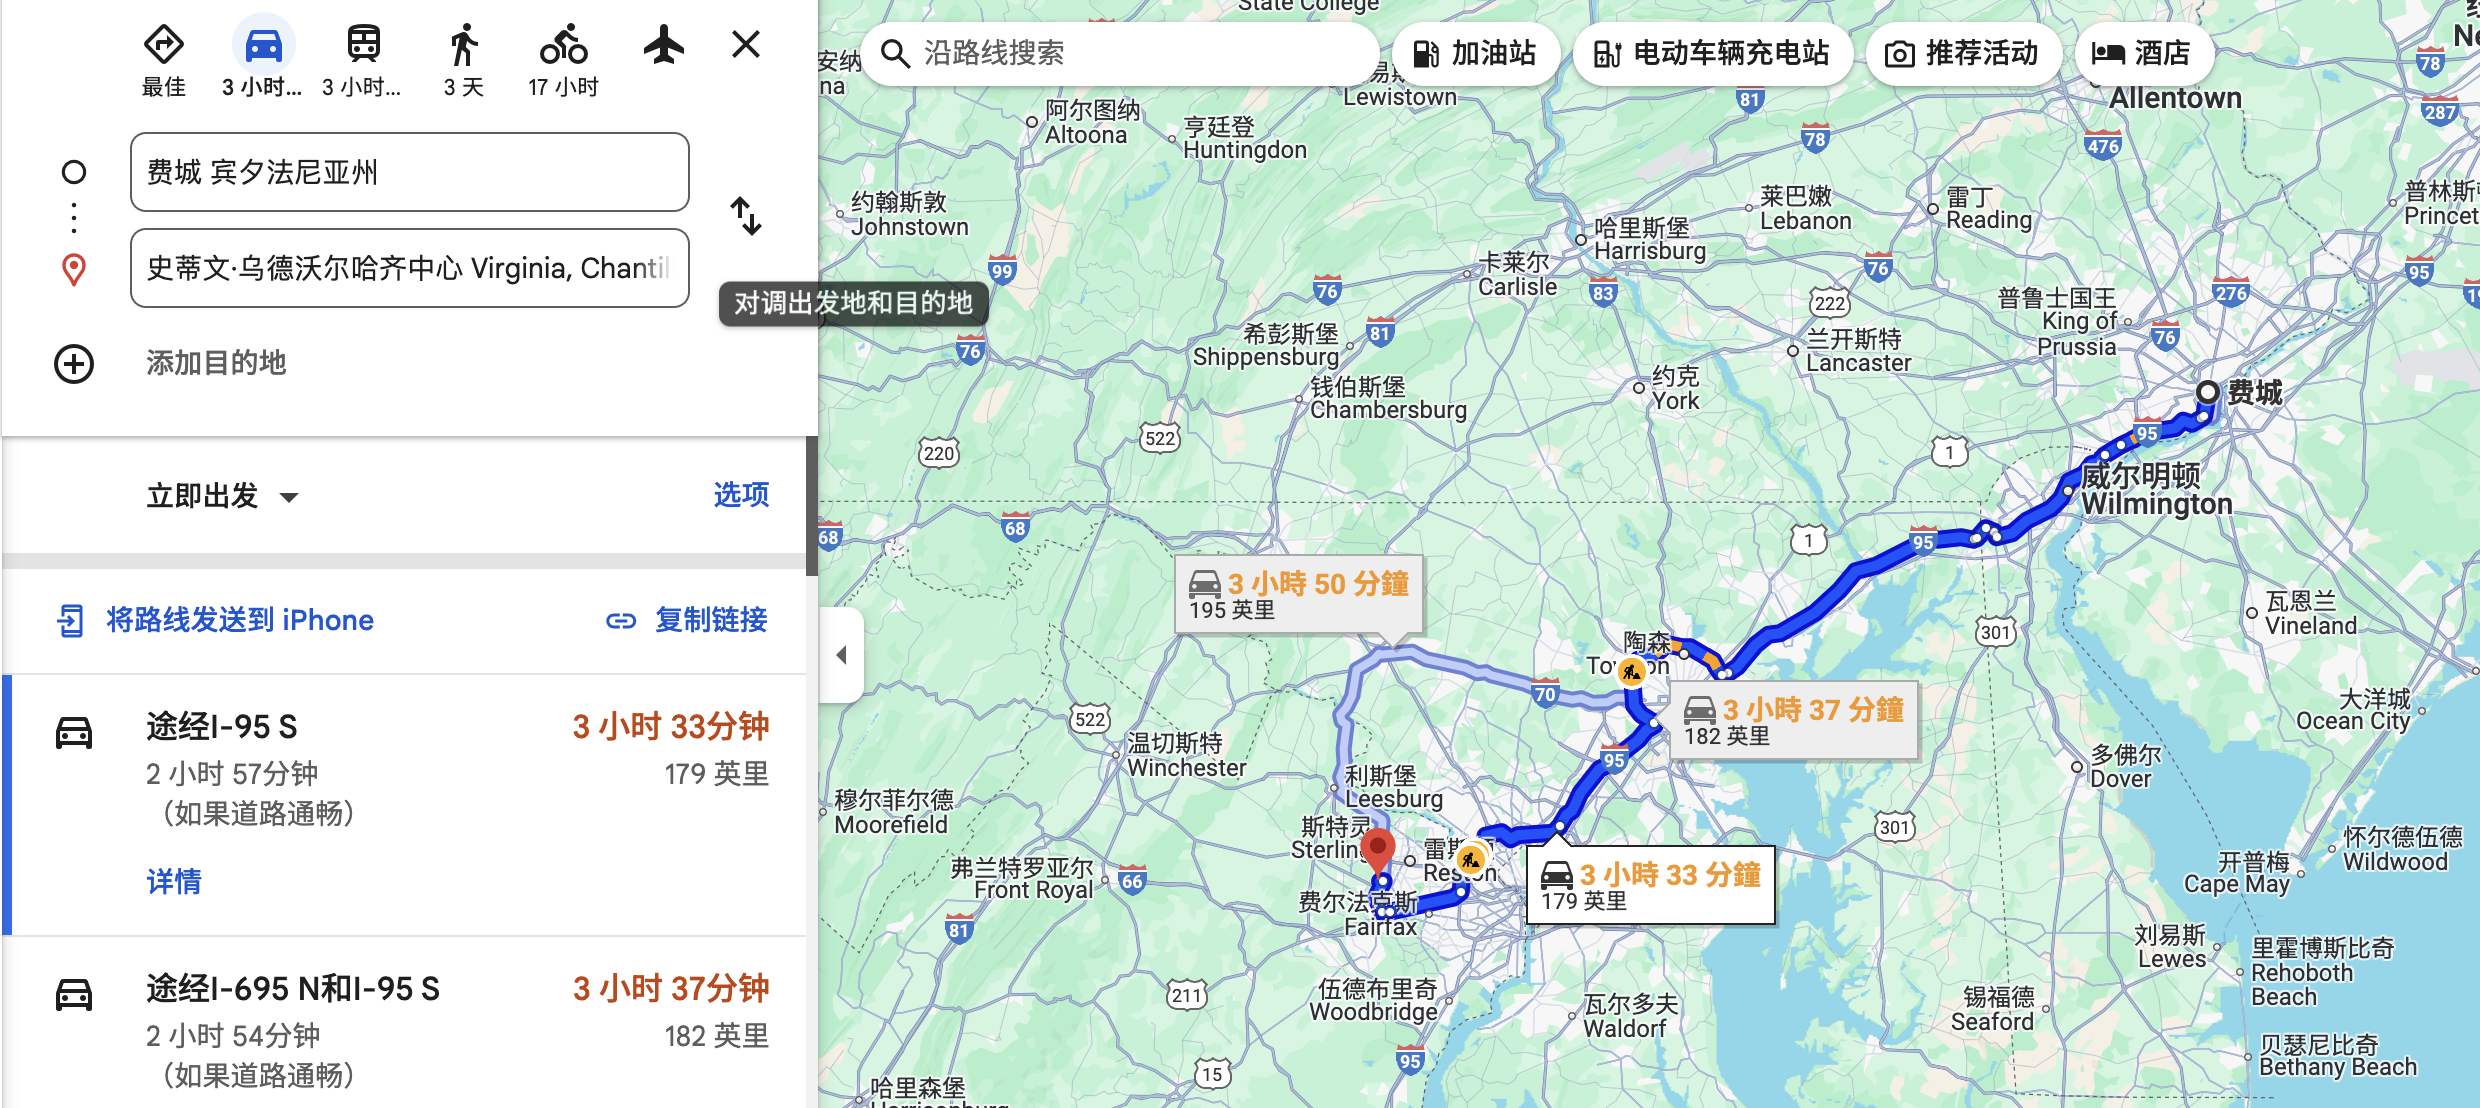 最佳
3 小时...
3 小时...
3 天
17 小时
费城 宾夕法尼亚州
史蒂文·乌德沃尔哈齐中心 Virginia, Chantil
对调出发地和目的地
添加目的地
立即出发
选项
将路线发送到 iPhone
复制链接
途经I-95 S
3 小时 33分钟
2 小时 57分钟
179 英里
（如果道路通畅）
详情
途经I-695 N和I-95 S
3 小时 37分钟
2 小时 54分钟
182 英里
（如果道路通畅）
沿路线搜索
加油站
电动车辆充电站
推荐活动
酒店
State College
Lewistown
81
78
476
Allentown
78
287
阿尔图纳
Altoona
亨廷登
Huntingdon
约翰斯敦
Johnstown
99
76
76
卡莱尔
Carlisle
哈里斯堡
Harrisburg
83
莱巴嫩
Lebanon
雷丁
Reading
76
222
普鲁士国王
King of
Prussia
276
76
95
希彭斯堡
Shippensburg
81
钱伯斯堡
Chambersburg
约克
York
兰开斯特
Lancaster
费城
95
220
522
1
威尔明顿
Wilmington
68
68
1
95
3 小時 50 分鐘
195 英里
301
瓦恩兰
Vineland
陶森
70
3 小時 37 分鐘
182 英里
大洋城
Ocean City
522
温切斯特
Winchester
95
多佛尔
Dover
利斯堡
Leesburg
穆尔菲尔德
Moorefield
斯特灵
301
怀尔德伍德
Wildwood
开普梅
Cape May
弗兰特罗亚尔
Front Royal
66
3 小時 33 分鐘
179 英里
费尔法克斯
Fairfax
81
刘易斯
Lewes
里霍博斯比奇
Rehoboth
Beach
211
伍德布里奇
Woodbridge
瓦尔多夫
Waldorf
锡福德
Seaford
95
15
贝瑟尼比奇
Bethany Beach
哈里森堡